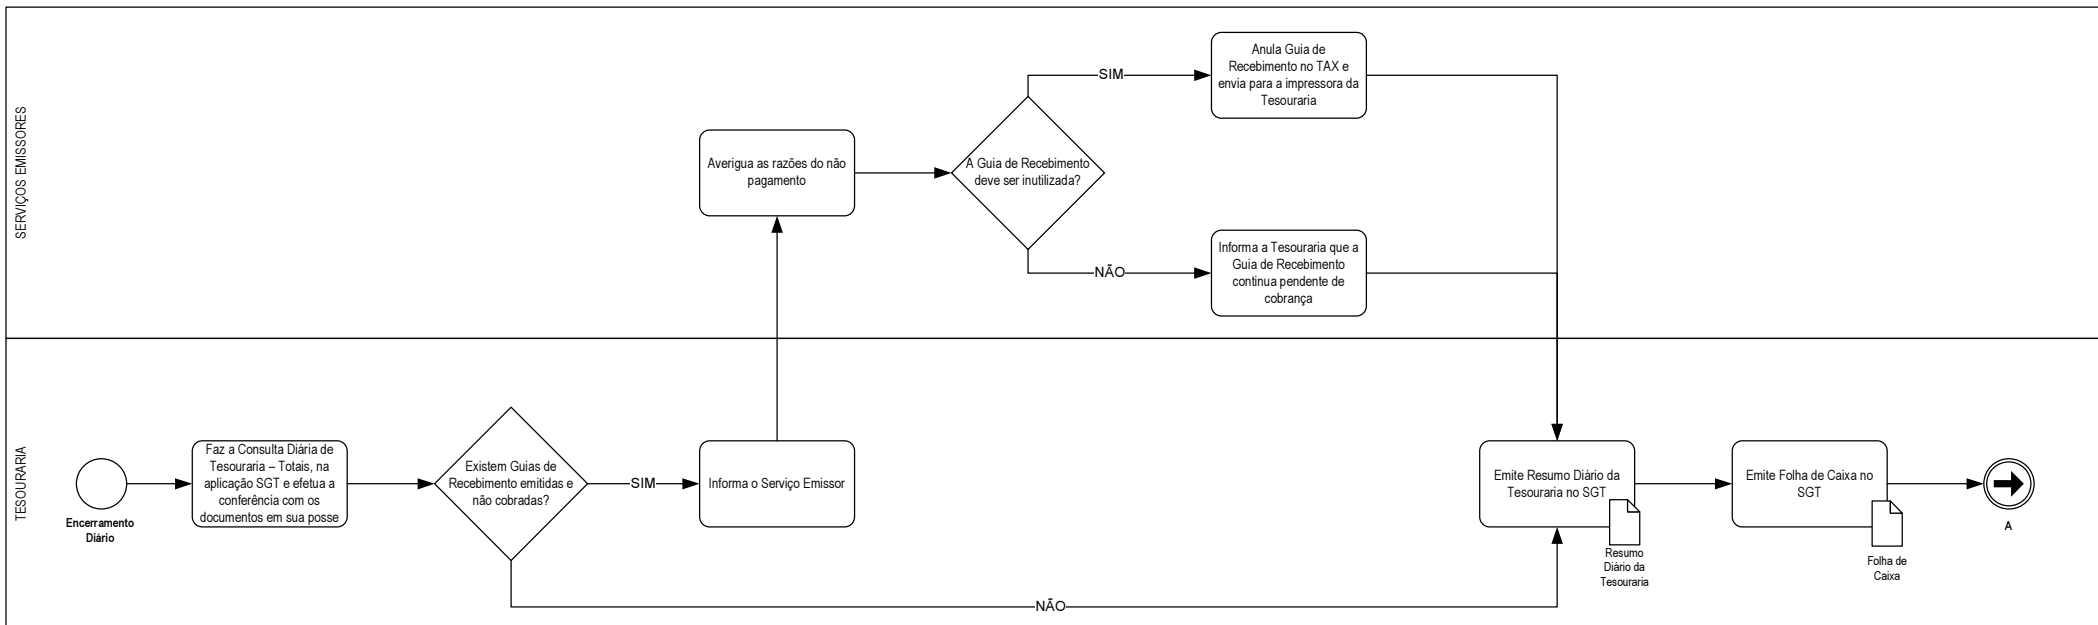 SERVIÇOS EMISSORES
Anula Guia de
Recebimento no TAX e
envia para a impressora da
Tesouraria
SIM
Averigua as razões do não
pagamento
A Guia de Recebimento
deve ser inutilizada?
NÃO
Informa a Tesouraria que a
Guia de Recebimento
continua pendente de
cobrança
TESOURARIA
Encerramento
Diário
Faz a Consulta Diária de
Tesouraria – Totais, na
aplicação SGT e efetua a
conferência com os
documentos em sua posse
Existem Guias de
Recebimento emitidas e
não cobradas?
SIM
Informa o Serviço Emissor
NÃO
Emite Resumo Diário da
Tesouraria no SGT
Resumo
Diário da
Tesouraria
Emite Folha de Caixa no
SGT
Folha de
Caixa
A